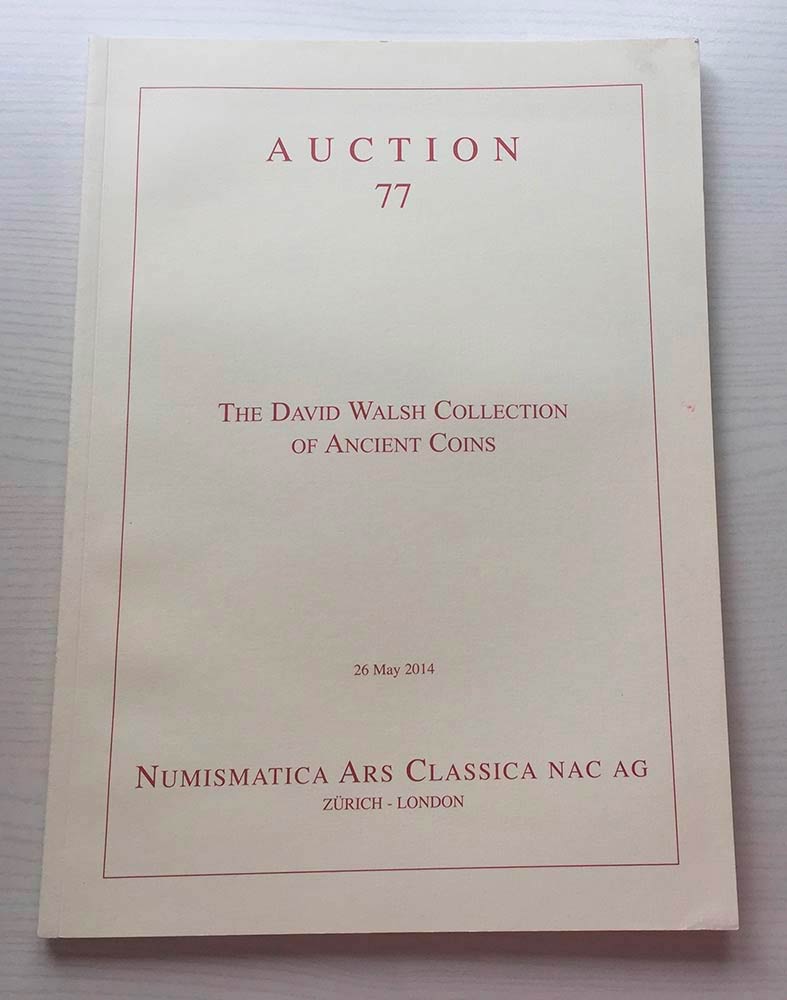 AUCTION
77
THE DAVID WALSH COLLECTION
OF ANCIENT COINS
26 May 2014
NUMISMATICA ARS CLASSICA NAC AG
ZÜRICH - LONDON